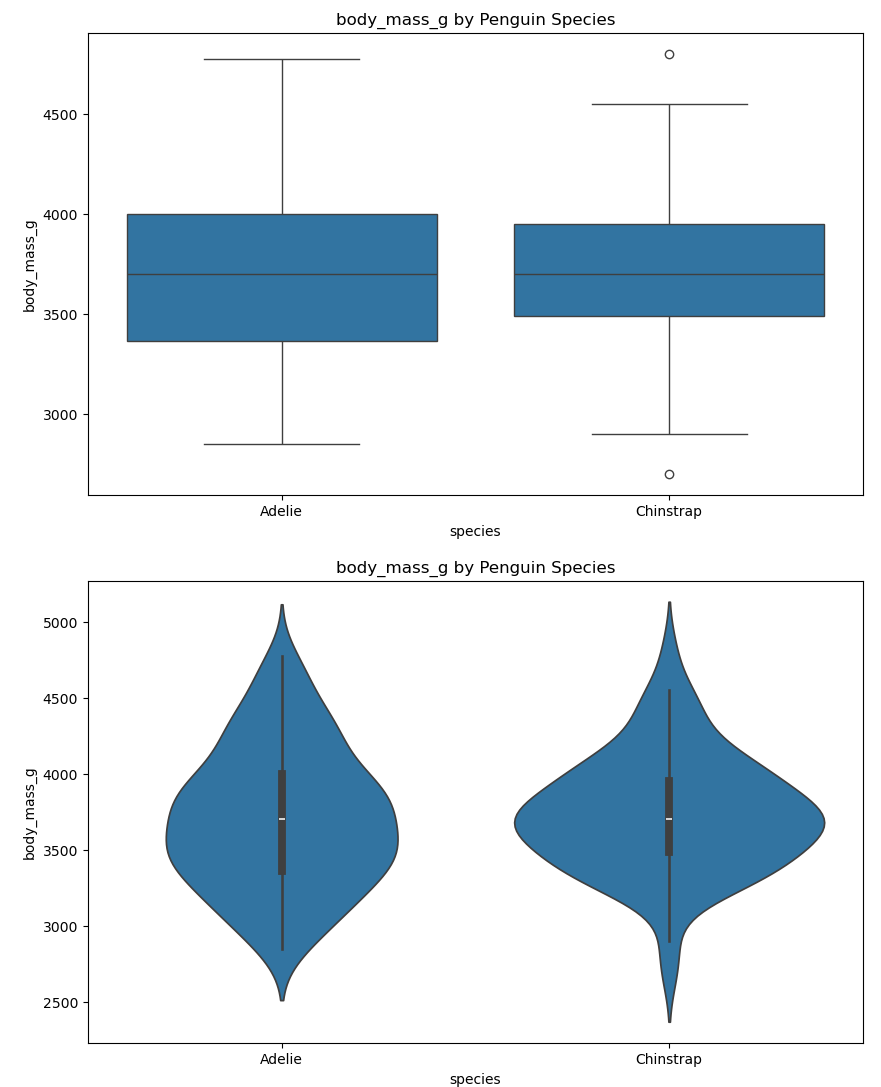 body_mass_g by Penguin Species
4500
4000
3500
3000
body_mass_g
Adelie
Chinstrap
species
body_mass_g by Penguin Species
5000
4500
4000
3500
3000
2500
body_mass_g
Adelie
Chinstrap
species